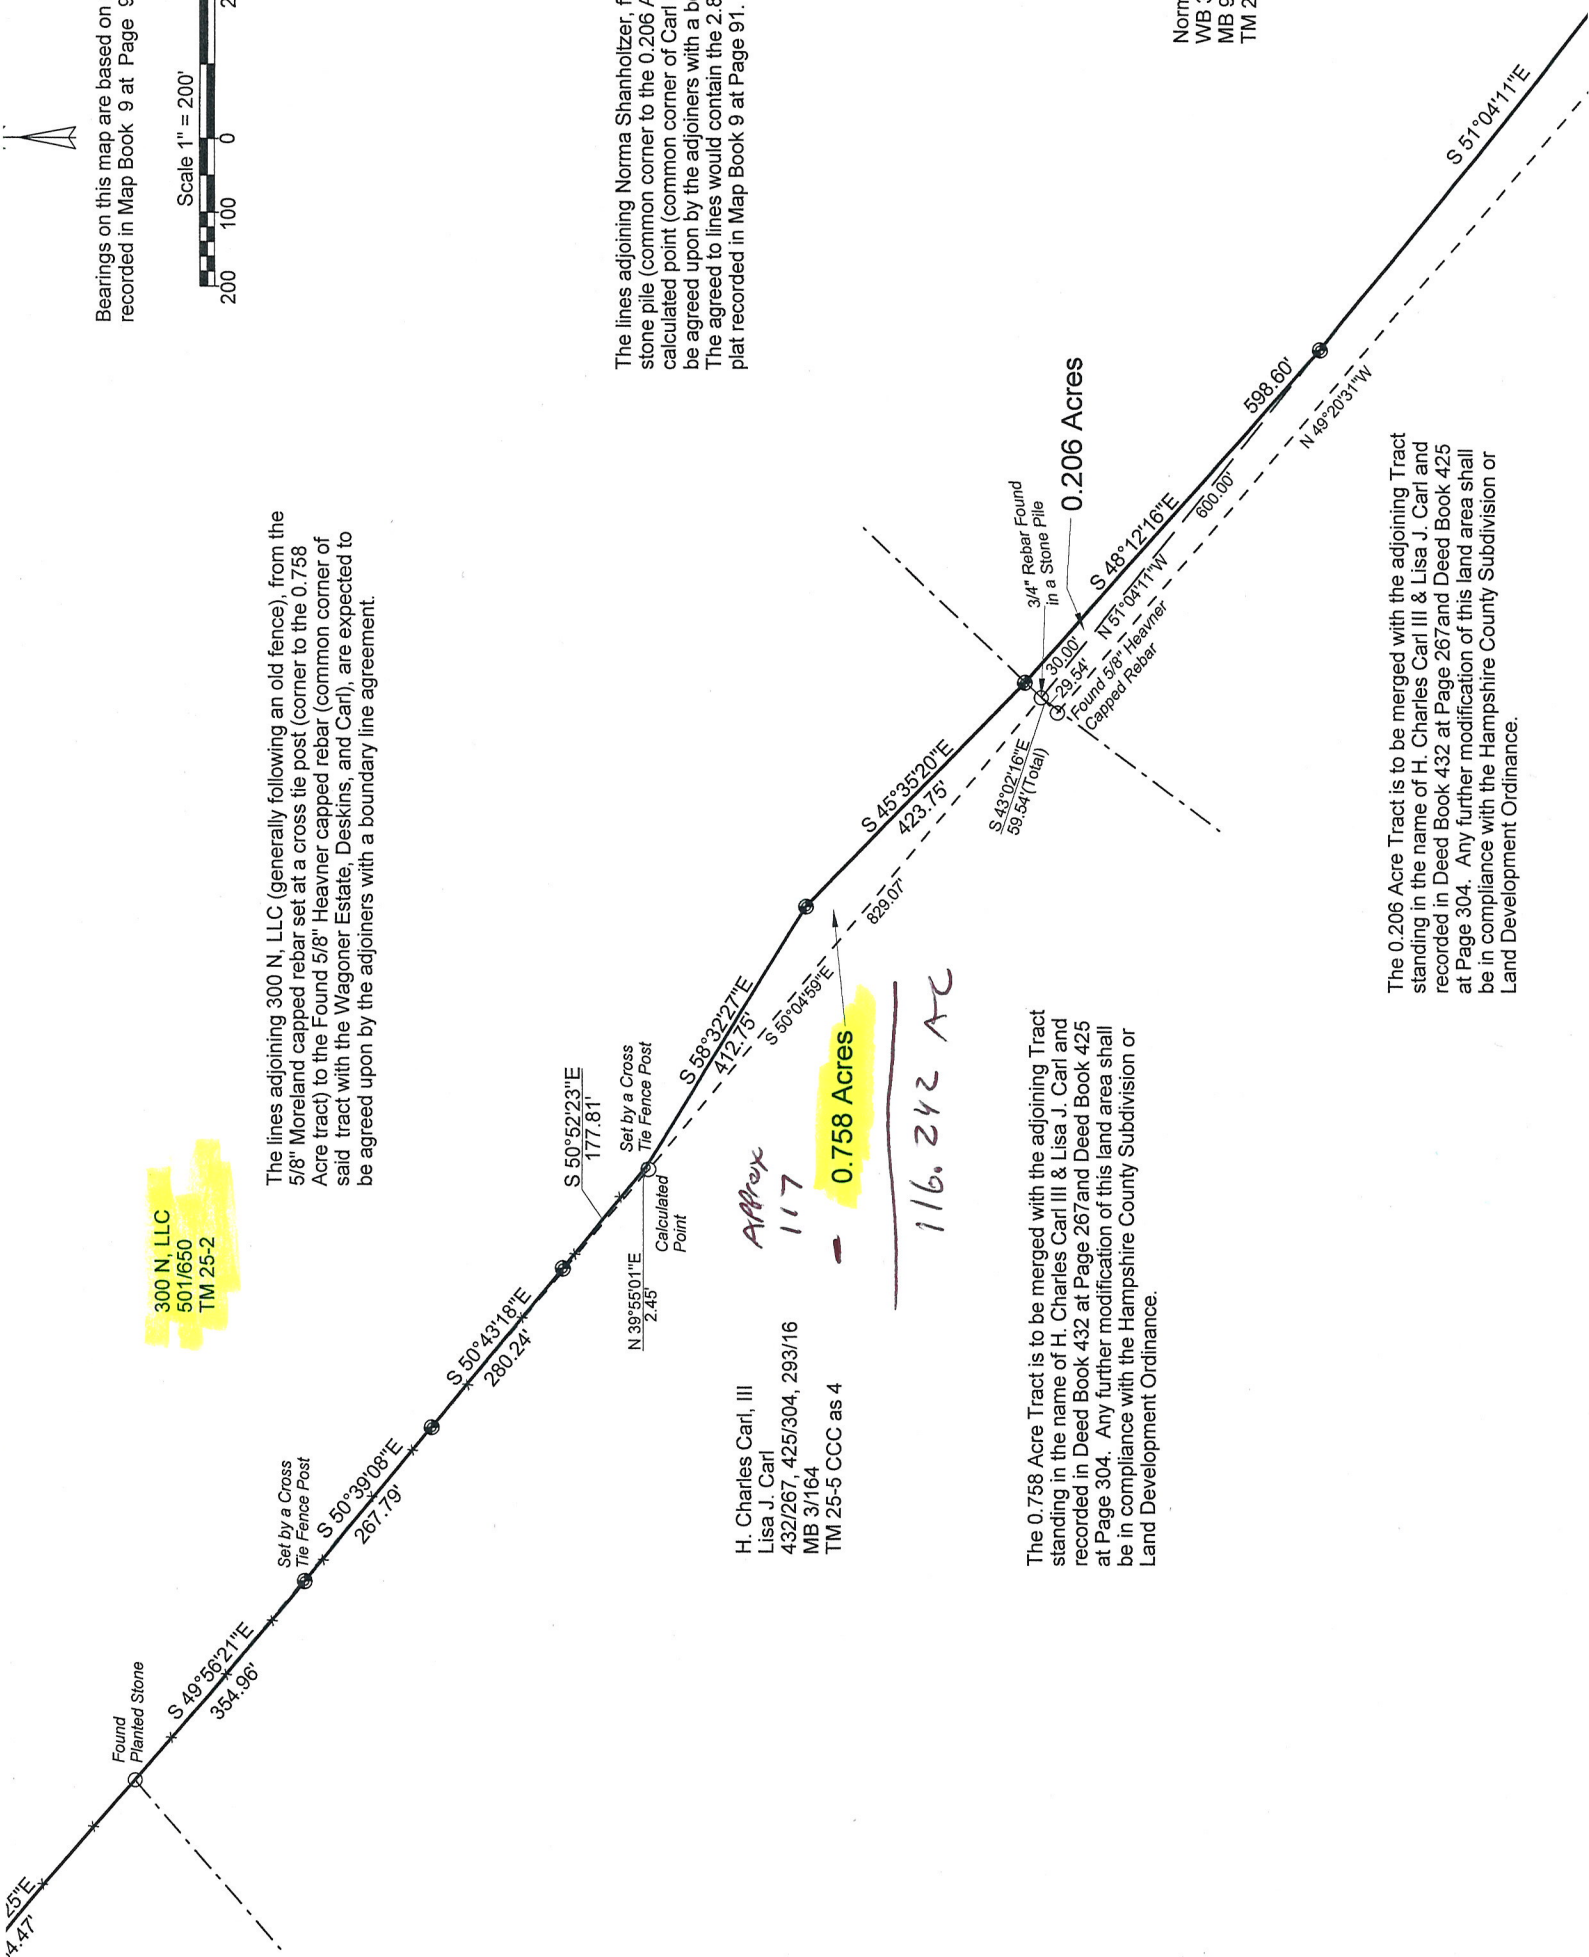 Bearings on this map are based on
recorded in Map Book 9 at Page 9
Scale 1" = 200'
200
100
0
2
The lines adjoining Norma Shanholtzer, f
stone pile (common corner to the 0.206 A
calculated point (common corner of Carl
be agreed upon by the adjoiners with a b
The agreed to lines would contain the 2.8
plat recorded in Map Book 9 at Page 91.
Norm
WB 3
MB 9
TM 2
300 N, LLC
501/650
TM 25-2
The lines adjoining 300 N, LLC (generally following an old fence), from the
5/8" Moreland capped rebar set at a cross tie post (corner to the 0.758
Acre tract) to the Found 5/8" Heavner capped rebar (common corner of
said tract with the Wagoner Estate, Deskins, and Carl), are expected to
be agreed upon by the adjoiners with a boundary line agreement.
25"E
4.47'
Found
Planted Stone
S 49°56'21"E
354.96'
Set by a Cross
Tie Fence Post
S 50°39'08"E
267.79'
S 50°43'18"E
280.24'
S 50°52'23"E
177.81'
Set by a Cross
Tie Fence Post
N 39°55'01"E
2.45'
Calculated
Point
S 58°32'27"E
412.75'
S 50°04'59"E
829.07'
S 45°35'20"E
423.75'
S 43°02'16"E
59.54'(Total)
3/4" Rebar Found
in a Stone Pile
0.206 Acres
30.00'
29.54'
Found 5/8" Heavner
Capped Rebar
S 48°12'16"E
598.60'
N 51°04'11"W
600.00'
N 49°20'31"W
S 51°04'11"E
H. Charles Carl, III
Lisa J. Carl
432/267, 425/304, 293/16
MB 3/164
TM 25-5 CCC as 4
Approx
117
- 0.758 Acres
116.242 AC
The 0.758 Acre Tract is to be merged with the adjoining Tract
standing in the name of H. Charles Carl III & Lisa J. Carl and
recorded in Deed Book 432 at Page 267and Deed Book 425
at Page 304. Any further modification of this land area shall
be in compliance with the Hampshire County Subdivision or
Land Development Ordinance.
The 0.206 Acre Tract is to be merged with the adjoining Tract
standing in the name of H. Charles Carl III & Lisa J. Carl and
recorded in Deed Book 432 at Page 267and Deed Book 425
at Page 304. Any further modification of this land area shall
be in compliance with the Hampshire County Subdivision or
Land Development Ordinance.